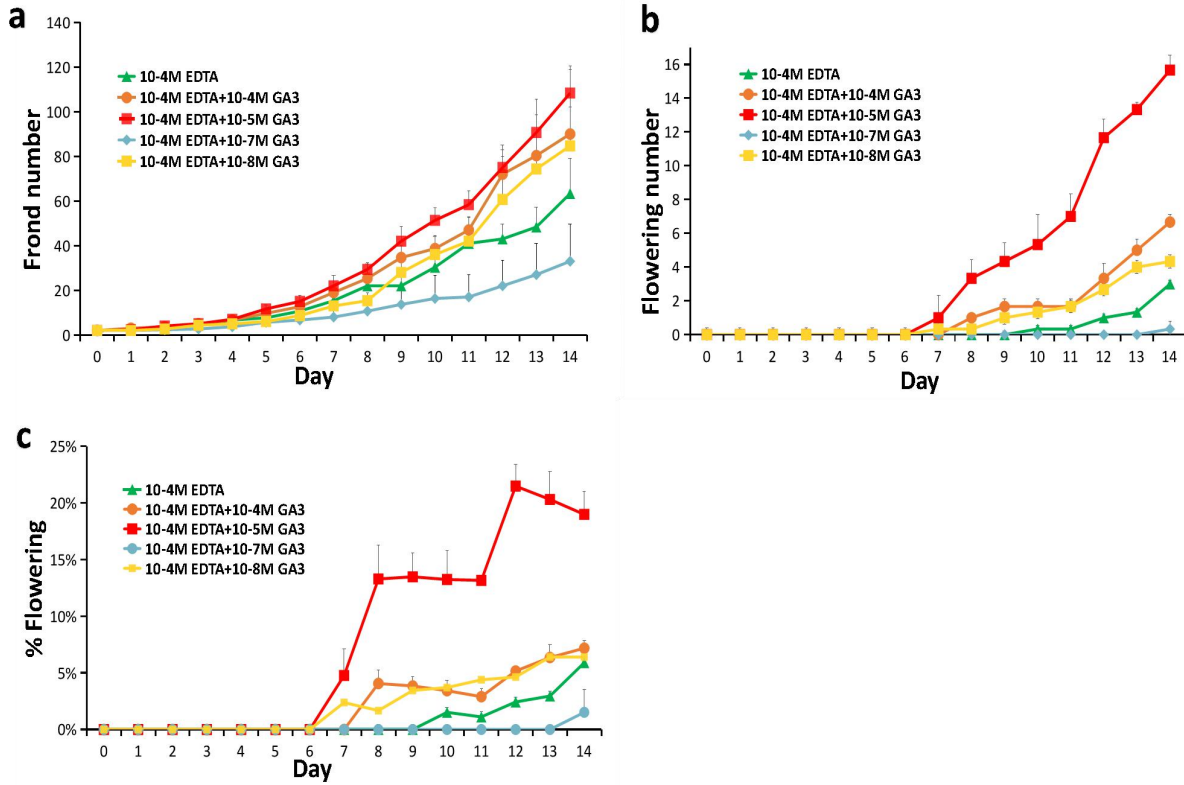 a
140
120
100
80
60
40
20
0
Frond number
10-4M EDTA
10-4M EDTA+10-4M GA3
10-4M EDTA+10-5M GA3
10-4M EDTA+10-7M GA3
10-4M EDTA+10-8M GA3
0 1 2 3 4 5 6 7 8 9 10 11 12 13 14
Day
b
16
14
12
10
8
6
4
2
0
Flowering number
10-4M EDTA
10-4M EDTA+10-4M GA3
10-4M EDTA+10-5M GA3
10-4M EDTA+10-7M GA3
10-4M EDTA+10-8M GA3
0 1 2 3 4 5 6 7 8 9 10 11 12 13 14
Day
c
25%
20%
15%
10%
5%
0%
% Flowering
10-4M EDTA
10-4M EDTA+10-4M GA3
10-4M EDTA+10-5M GA3
10-4M EDTA+10-7M GA3
10-4M EDTA+10-8M GA3
0 1 2 3 4 5 6 7 8 9 10 11 12 13 14
Day